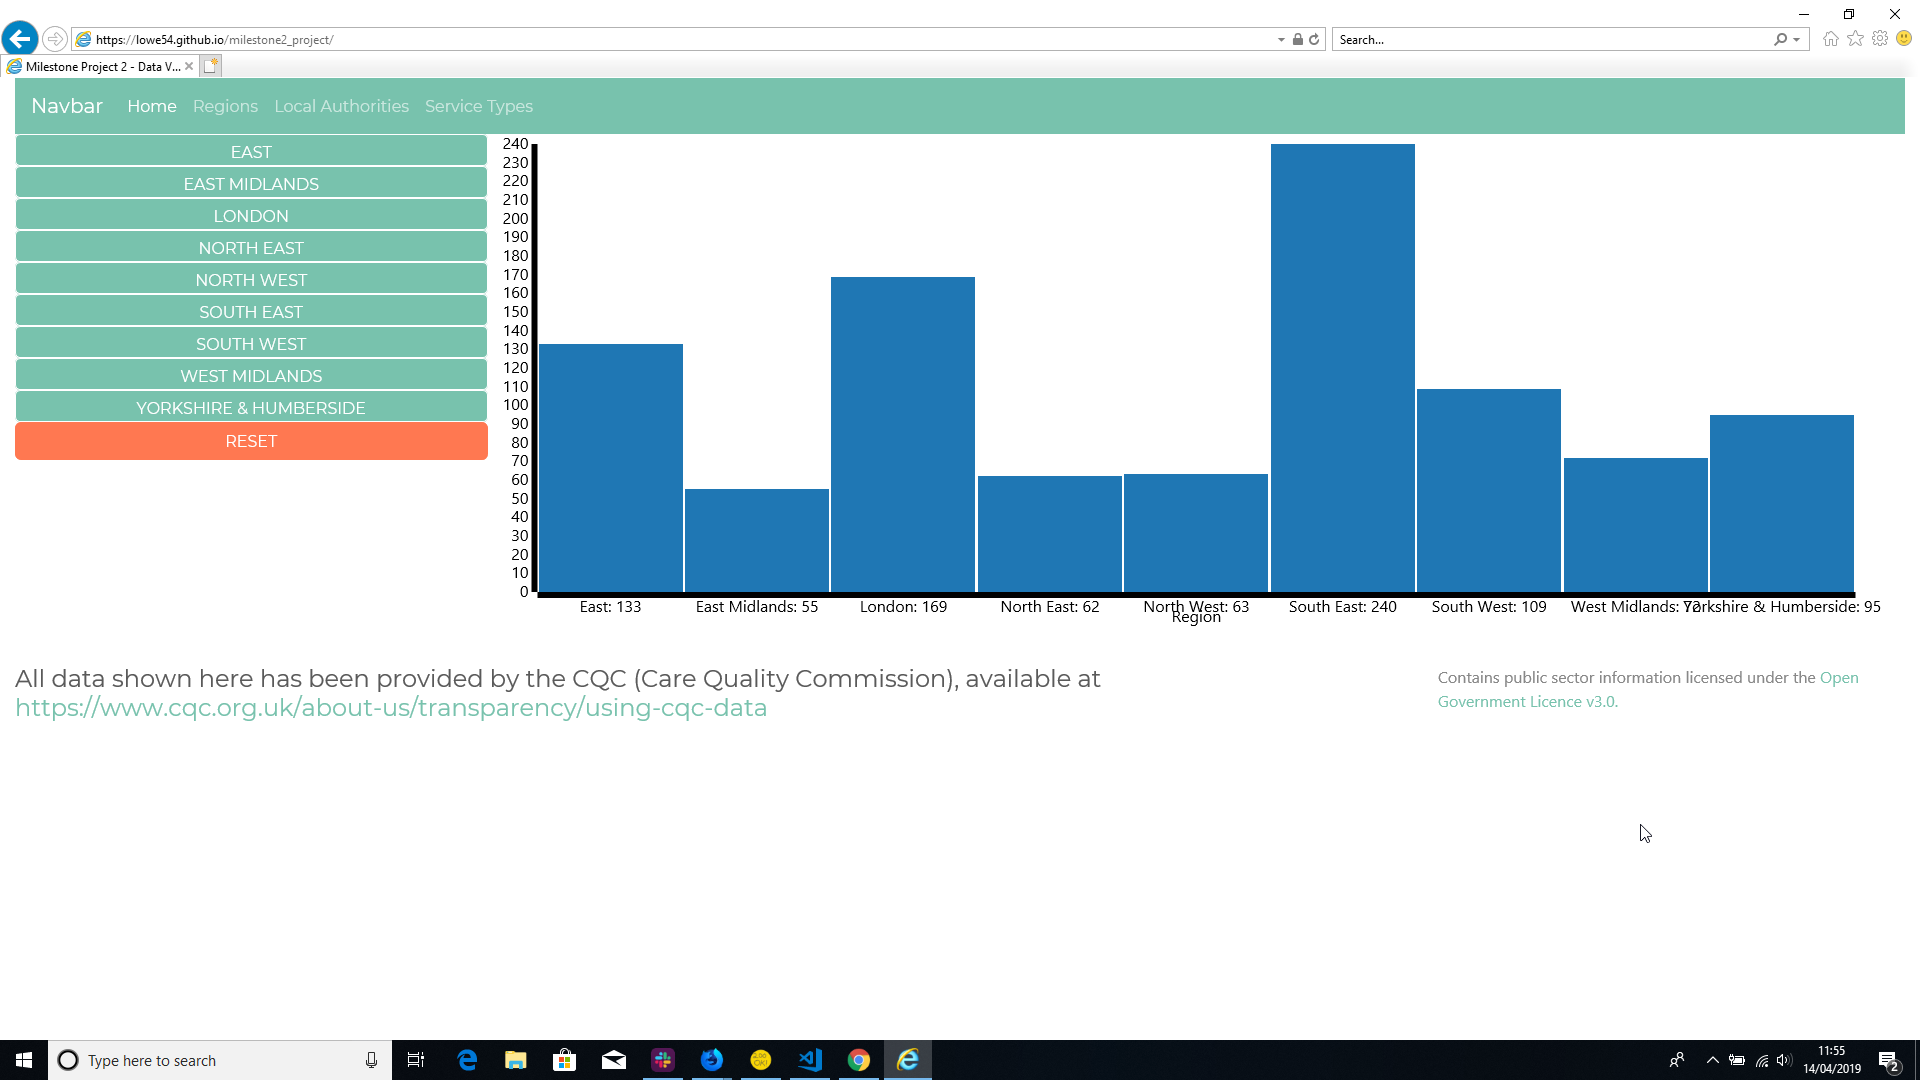 https://lowe54.github.io/milestone2_project/
Search...
Milestone Project 2 - Data V...
Navbar Home Regions Local Authorities Service Types
EAST
EAST MIDLANDS
LONDON
NORTH EAST
NORTH WEST
SOUTH EAST
SOUTH WEST
WEST MIDLANDS
YORKSHIRE & HUMBERSIDE
RESET
240
230
220
210
200
190
180
170
160
150
140
130
120
110
100
90
80
70
60
50
40
30
20
10
0
East: 133 East Midlands: 55 London: 169 North East: 62 North West: 63 South East: 240 South West: 109 West Midlands: 72 Yorkshire & Humberside: 95
Region
All data shown here has been provided by the CQC (Care Quality Commission), available at
https://www.cqc.org.uk/about-us/transparency/using-cqc-data
Contains public sector information licensed under the Open
Government Licence v3.0.
Type here to search
11:55
14/04/2019
2